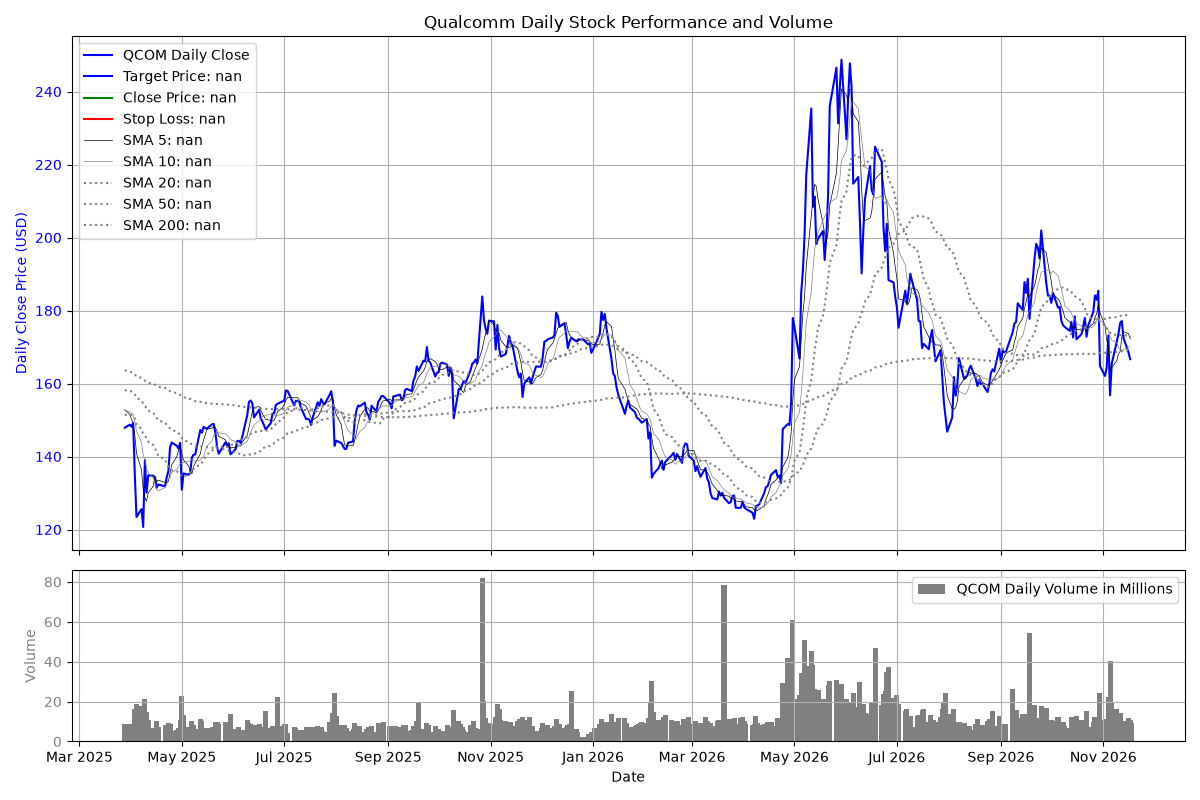 Qualcomm Daily Stock Performance and Volume
QCOM Daily Close
Target Price: nan
Close Price: nan
Stop Loss: nan
SMA 5: nan
SMA 10: nan
SMA 20: nan
SMA 50: nan
SMA 200: nan
Daily Close Price (USD)
240
220
200
180
160
140
120
QCOM Daily Volume in Millions
Volume
80
60
40
20
0
Mar 2025 May 2025 Jul 2025 Sep 2025 Nov 2025 Jan 2026 Mar 2026 May 2026 Jul 2026 Sep 2026 Nov 2026
Date